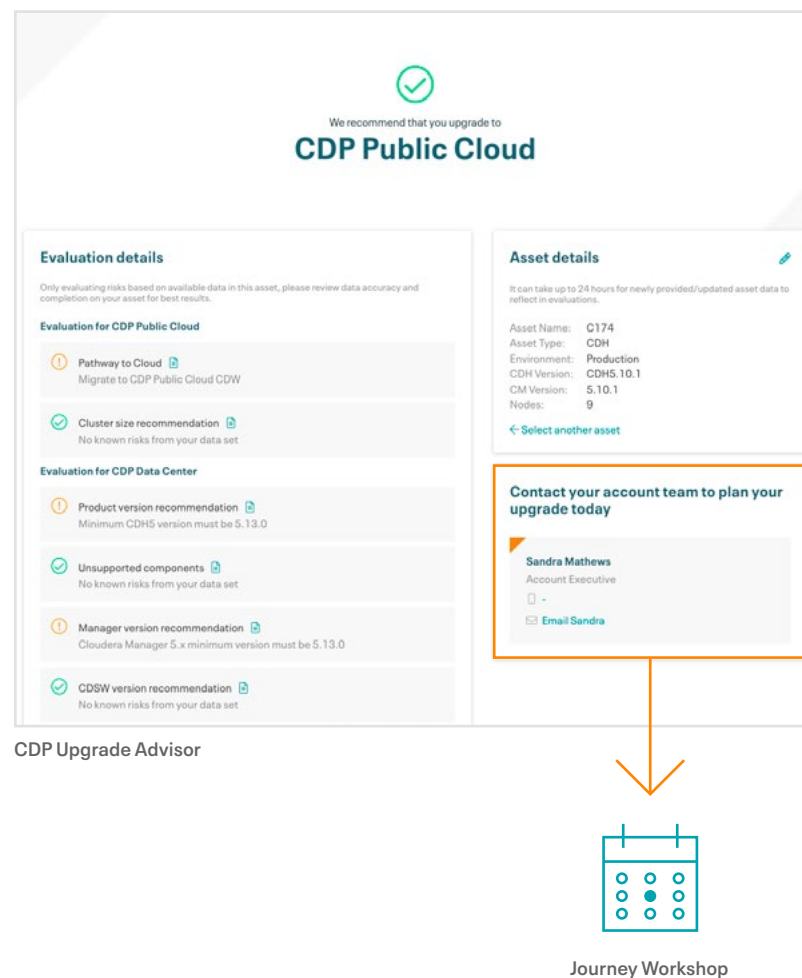 We recommend that you upgrade to
CDP Public Cloud
Evaluation details
Only evaluating risks based on available data in this asset, please review data accuracy and
completion on your asset for best results.
Evaluation for CDP Public Cloud
Pathway to Cloud
Migrate to CDP Public Cloud CDW
Cluster size recommendation
No known risks from your data set
Evaluation for CDP Data Center
Product version recommendation
Minimum CDH5 version must be 5.13.0
Unsupported components
No known risks from your data set
Manager version recommendation
Cloudera Manager 5.x minimum version must be 5.13.0
CDSW version recommendation
No known risks from your data set
Asset details
It can take up to 24 hours for newly provided/updated asset data to
reflect in evaluations.
Asset Name: C174
Asset Type: CDH
Environment: Production
CDH Version: CDH5.10.1
CM Version: 5.10.1
Nodes: 9
Select another asset
Contact your account team to plan your
upgrade today
Sandra Mathews
Account Executive
-
Email Sandra
CDP Upgrade Advisor
Journey Workshop